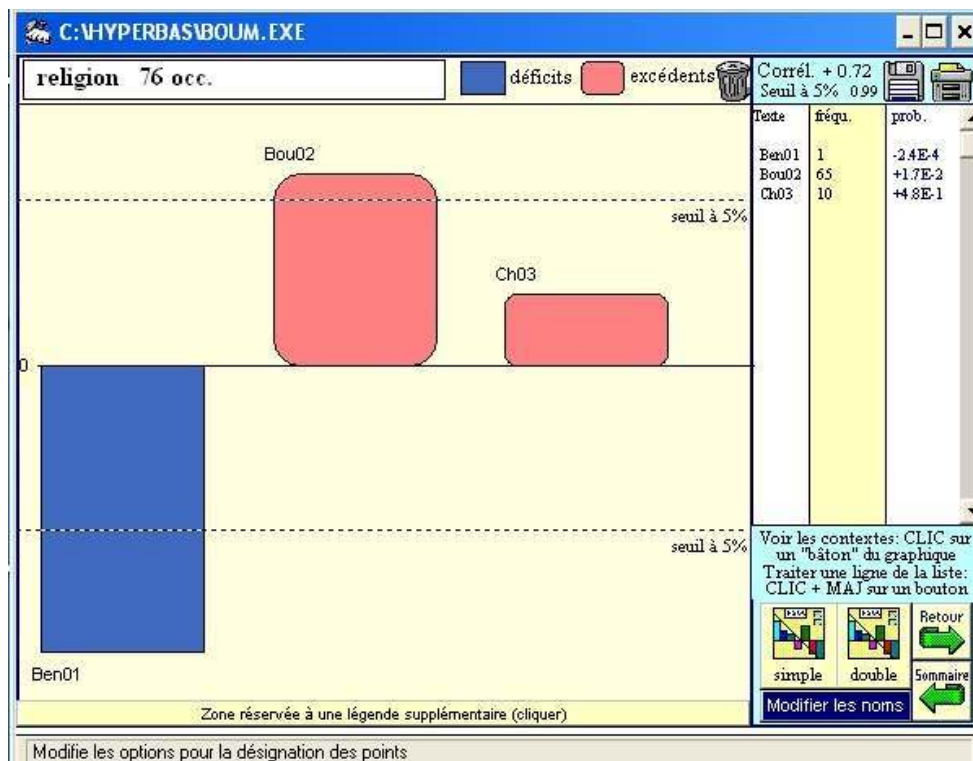 C:\HYPERBAS\BOUM.EXE
religion 76 occ.
déficits
excédents
Corrél. + 0.72
Seuil à 5% 0.99
Texte fréqu. prob.
Ben01 1 -2.4E-4
Bou02 65 +1.7E-2
Ch03 10 +4.8E-1
Bou02
seuil à 5%
Ch03
0
seuil à 5%
Ben01
Voir les contextes: CLIC sur
un "bâton" du graphique
Traiter une ligne de la liste:
CLIC + MAJ sur un bouton
simple
double
Retour
Sommaire
Modifier les noms
Zone réservée à une légende supplémentaire (cliquer)
Modifie les options pour la désignation des points